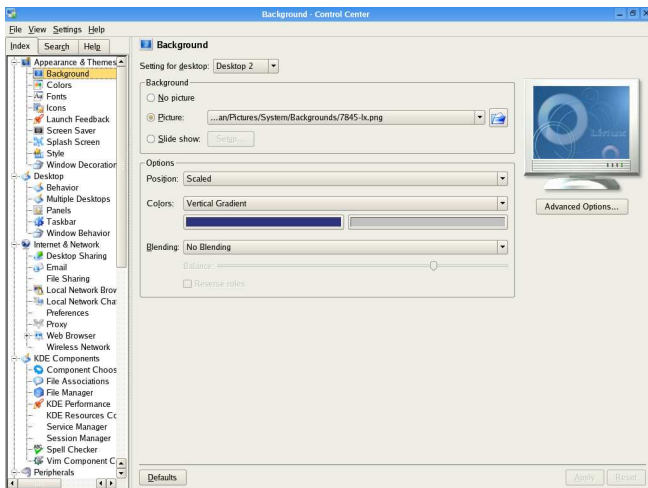 Background - Control Center
File View Settings Help
Index Search Help
Appearance & Themes
Background
Colors
Fonts
Icons
Launch Feedback
Screen Saver
Splash Screen
Style
Window Decoration
Desktop
Behavior
Multiple Desktops
Panels
Taskbar
Window Behavior
Internet & Network
Desktop Sharing
Email
File Sharing
Local Network Brow
Local Network Cha
Preferences
Proxy
Web Browser
Wireless Network
KDE Components
Component Choos
File Associations
File Manager
KDE Performance
KDE Resources Co
Service Manager
Session Manager
Spell Checker
Vim Component C
Peripherals
Background
Setting for desktop: Desktop 2
Background
No picture
Picture: ...an/Pictures/System/Backgrounds/7845-lx.png
Slide show: Setup...
Options
Position: Scaled
Colors: Vertical Gradient
Blending: No Blending
Balance:
Reverse roles
Linux
Advanced Options...
Defaults
Apply Reset